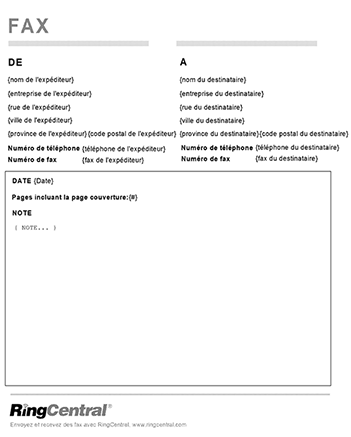 FAX
DE
{nom de l'expéditeur}
{entreprise de l'expéditeur}
{rue de l'expéditeur}
{ville de l'expéditeur}
{province de l'expéditeur}{code postal de l'expéditeur}
Numéro de téléphone {téléphone de l'expéditeur}
Numéro de fax {fax de l'expéditeur}
A
{nom du destinataire}
{entreprise du destinataire}
{rue du destinataire}
{ville du destinataire}
{province du destinataire}{code postal du destinataire}
Numéro de téléphone {téléphone du destinataire}
Numéro de fax {fax du destinataire}
DATE {Date}
Pages incluant la page couverture:{#}
NOTE
{ NOTE... }
RingCentral®
Envoyez et recevez des fax avec RingCentral. www.ringcentral.com